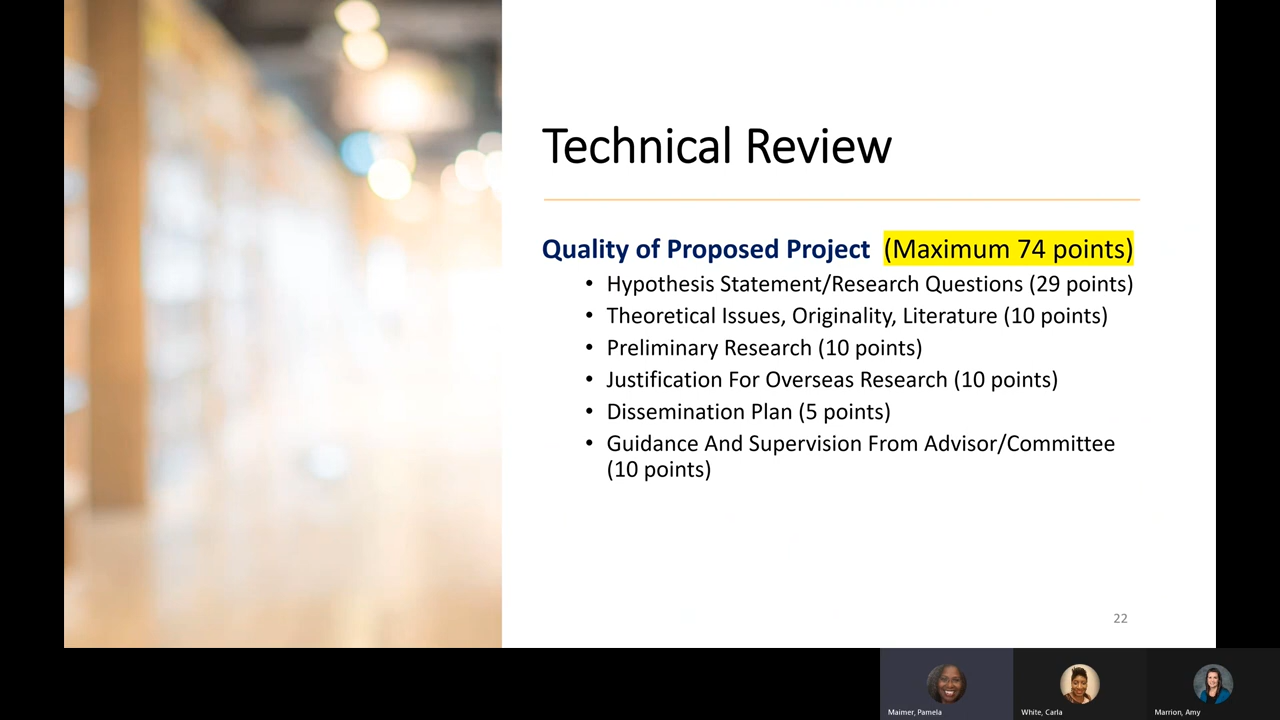 Technical Review
Quality of Proposed Project (Maximum 74 points)
• Hypothesis Statement/Research Questions (29 points)
• Theoretical Issues, Originality, Literature (10 points)
• Preliminary Research (10 points)
• Justification For Overseas Research (10 points)
• Dissemination Plan (5 points)
• Guidance And Supervision From Advisor/Committee
(10 points)
22
Maimer, Pamela
White, Carla
Marrion, Amy